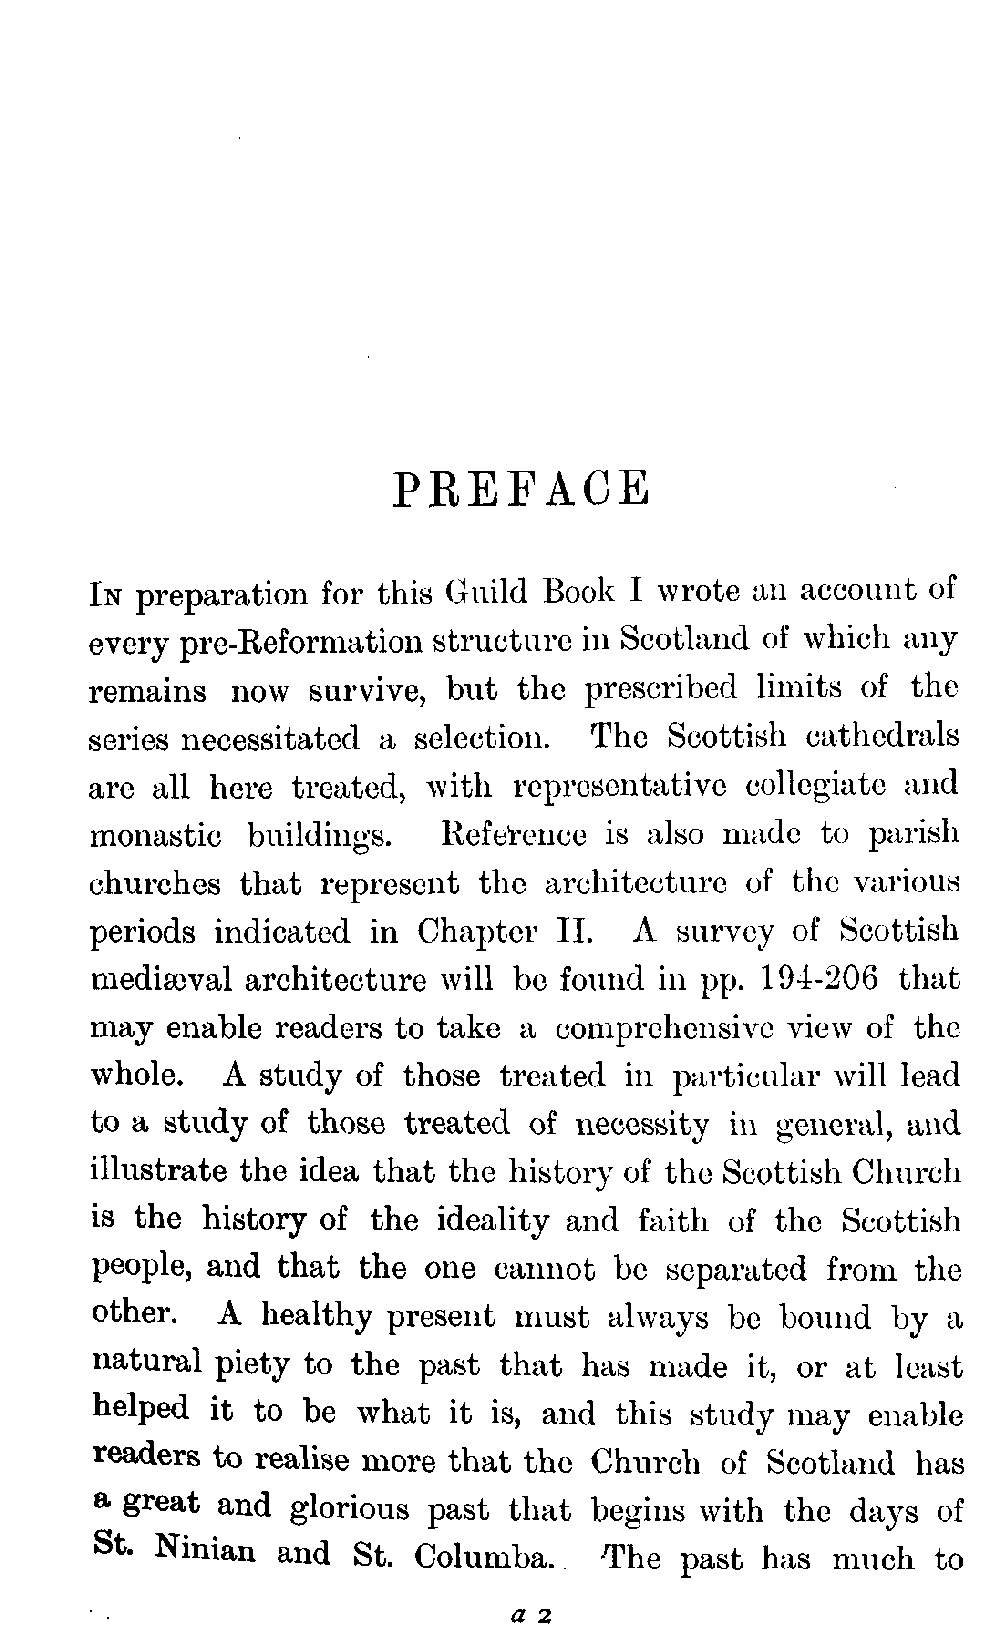 PREFACE
In preparation for this Guild Book I wrote an account of
every pre-Reformation structure in Scotland of which any
remains now survive, but the prescribed limits of the
series necessitated a selection. The Scottish cathedrals
are all here treated, with representative collegiate and
monastic buildings. Reference is also made to parish
churches that represent the architecture of the various
periods indicated in Chapter II. A survey of Scottish
mediæval architecture will be found in pp. 194-206 that
may enable readers to take a comprehensive view of the
whole. A study of those treated in particular will lead
to a study of those treated of necessity in general, and
illustrate the idea that the history of the Scottish Church
is the history of the ideality and faith of the Scottish
people, and that the one cannot be separated from the
other. A healthy present must always be bound by a
natural piety to the past that has made it, or at least
helped it to be what it is, and this study may enable
readers to realise more that the Church of Scotland has
a great and glorious past that begins with the days of
St. Ninian and St. Columba. The past has much to
a 2